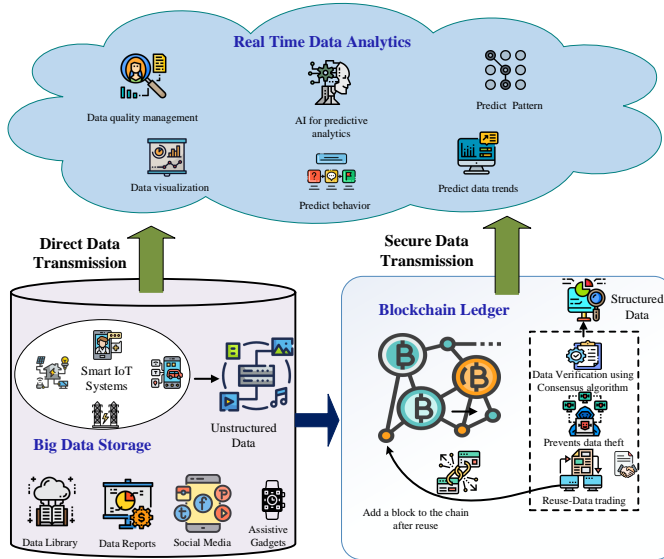 Real Time Data Analytics
Data quality management
AI for predictive
analytics
Predict Pattern
Data visualization
Predict behavior
Predict data trends
Direct Data
Transmission
Secure Data
Transmission
Smart IoT
Systems
Unstructured
Data
Big Data Storage
Data Library
Data Reports
Social Media
Assistive
Gadgets
Blockchain Ledger
Structured
Data
Data Verification using
Consensus algorithm
Prevents data theft
Reuse-Data trading
Add a block to the chain
after reuse